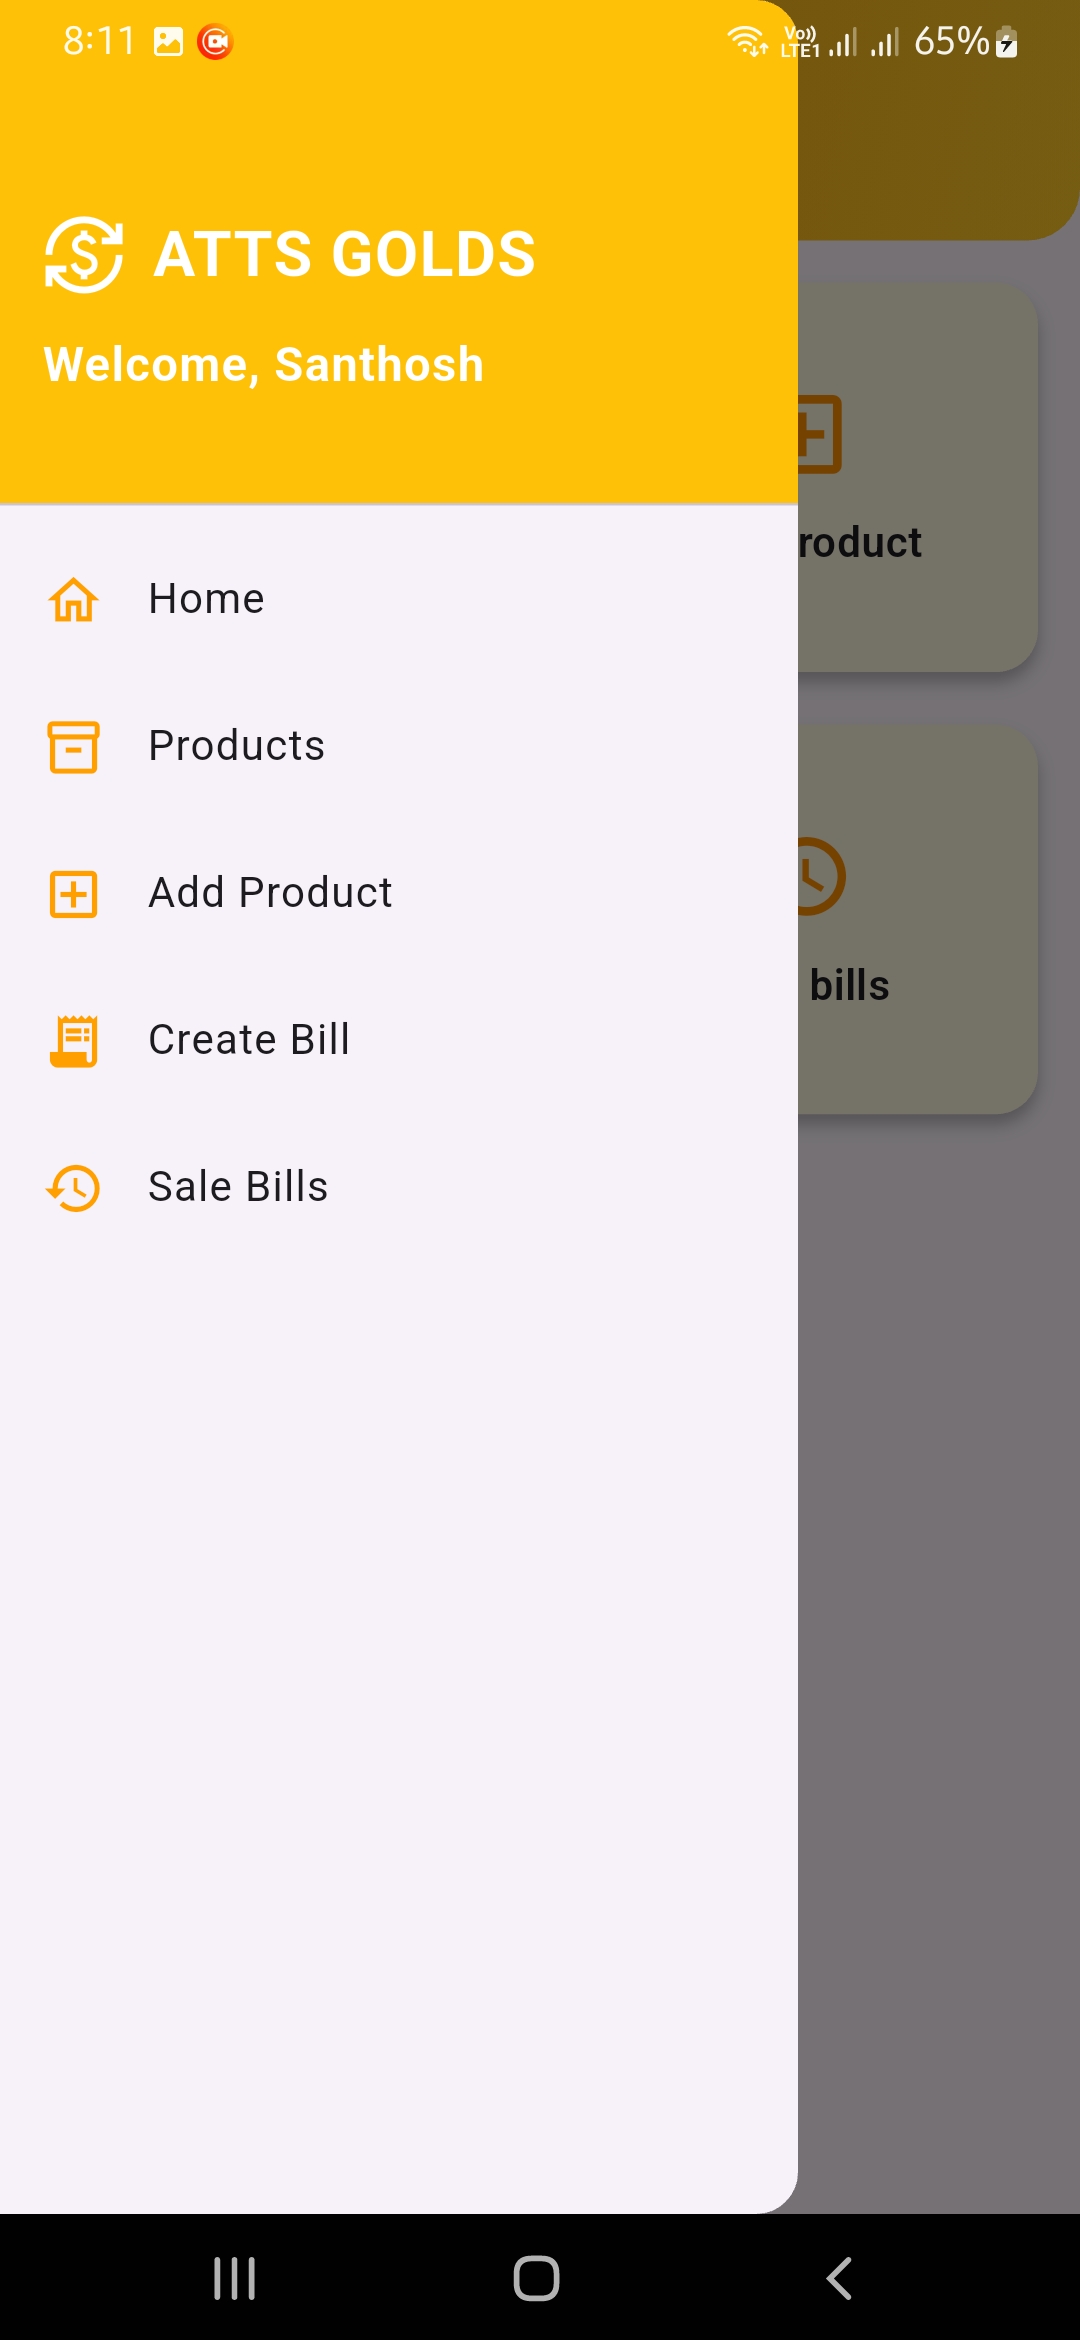 8:11 Vo)) LTE1 65%
ATTS GOLDS
Welcome, Santhosh
Home
Products
Add Product
Create Bill
Sale Bills
roduct
bills